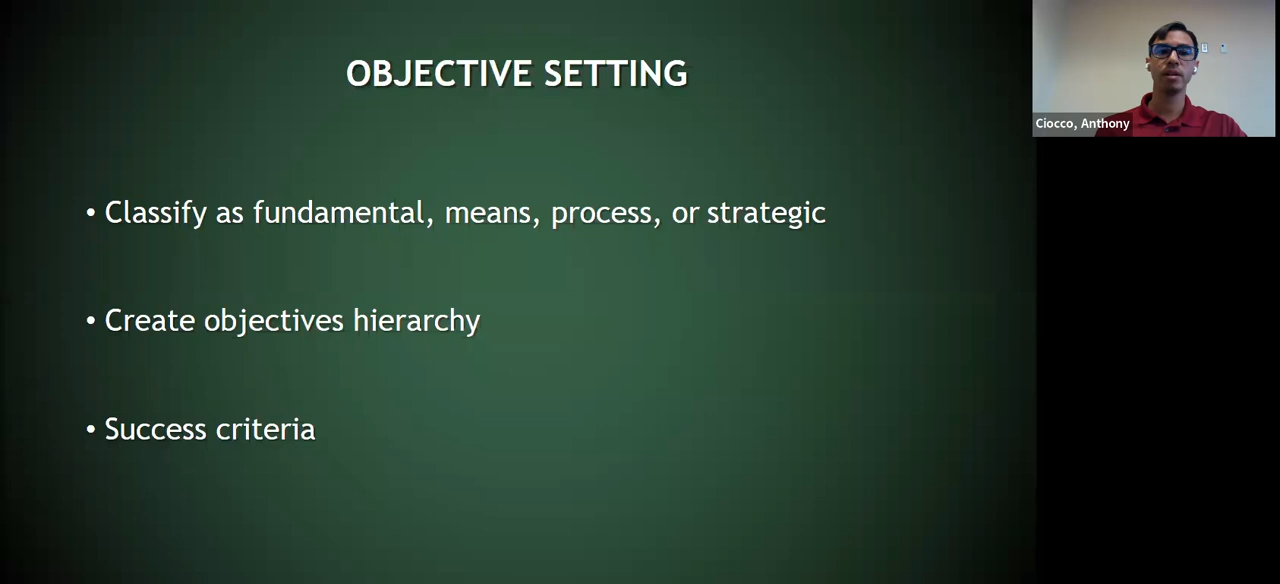 OBJECTIVE SETTING
Ciocco, Anthony
• Classify as fundamental, means, process, or strategic
• Create objectives hierarchy
• Success criteria